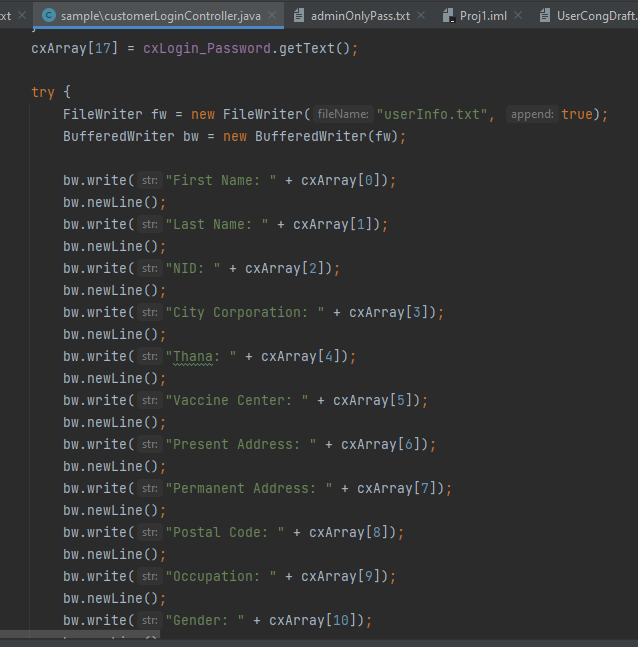 xt × sample\customerLoginController.java × adminOnlyPass.txt × Proj1.iml × UserCongDraft.
cxArray[17] = cxLogin_Password.getText();
try {
FileWriter fw = new FileWriter( fileName: "userInfo.txt", append: true);
BufferedWriter bw = new BufferedWriter(fw);
bw.write( str: "First Name: " + cxArray[0]);
bw.newLine();
bw.write( str: "Last Name: " + cxArray[1]);
bw.newLine();
bw.write( str: "NID: " + cxArray[2]);
bw.newLine();
bw.write( str: "City Corporation: " + cxArray[3]);
bw.newLine();
bw.write( str: "Thana: " + cxArray[4]);
bw.newLine();
bw.write( str: "Vaccine Center: " + cxArray[5]);
bw.newLine();
bw.write( str: "Present Address: " + cxArray[6]);
bw.newLine();
bw.write( str: "Permanent Address: " + cxArray[7]);
bw.newLine();
bw.write( str: "Postal Code: " + cxArray[8]);
bw.newLine();
bw.write( str: "Occupation: " + cxArray[9]);
bw.newLine();
bw.write( str: "Gender: " + cxArray[10]);